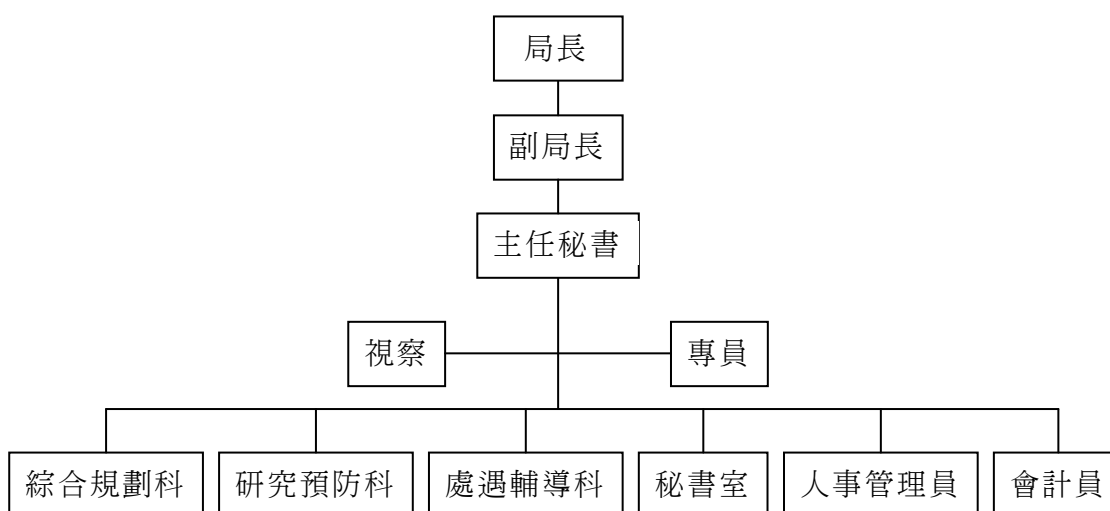 局長
副局長
主任秘書
視察
專員
綜合規劃科
研究預防科
處遇輔導科
秘書室
人事管理員
會計員